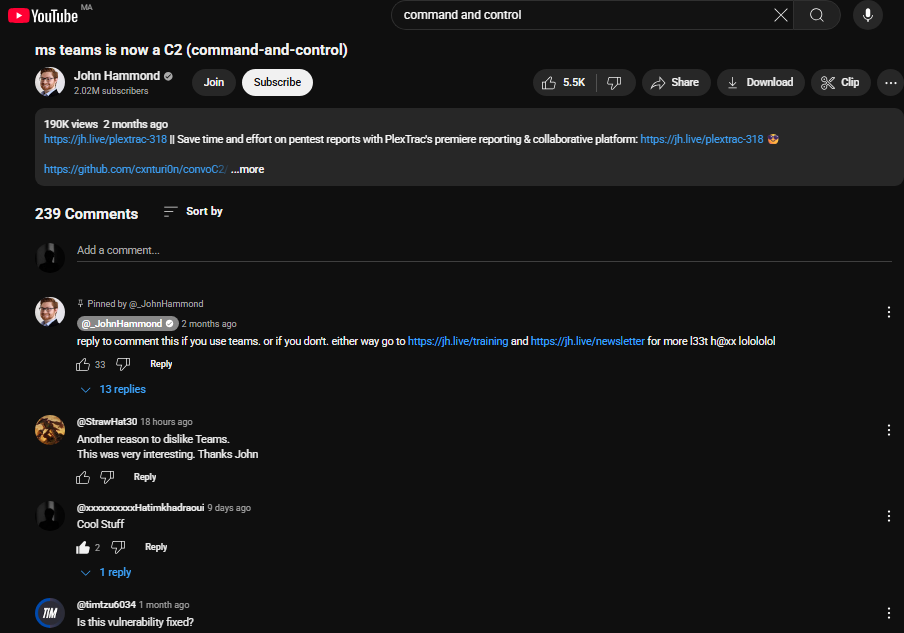 YouTube MA
command and control
ms teams is now a C2 (command-and-control)
John Hammond
2.02M subscribers
Join
Subscribe
5.5K
Share
Download
Clip
190K views 2 months ago
https://jh.live/plextrac-318 || Save time and effort on pentest reports with PlexTrac's premiere reporting & collaborative platform: https://jh.live/plextrac-318 😎
https://github.com/cxnturi0n/convoC2/ ...more
239 Comments
Sort by
Add a comment...
Pinned by @_JohnHammond
@_JohnHammond 2 months ago
reply to comment this if you use teams. or if you don't. either way go to https://jh.live/training and https://jh.live/newsletter for more l33t h@xx lolololol
33
Reply
13 replies
@StrawHat30 18 hours ago
Another reason to dislike Teams.
This was very interesting. Thanks John
Reply
@xxxxxxxxxxHatimkhadraoui 9 days ago
Cool Stuff
2
Reply
1 reply
TIM
@timtzu6034 1 month ago
Is this vulnerability fixed?